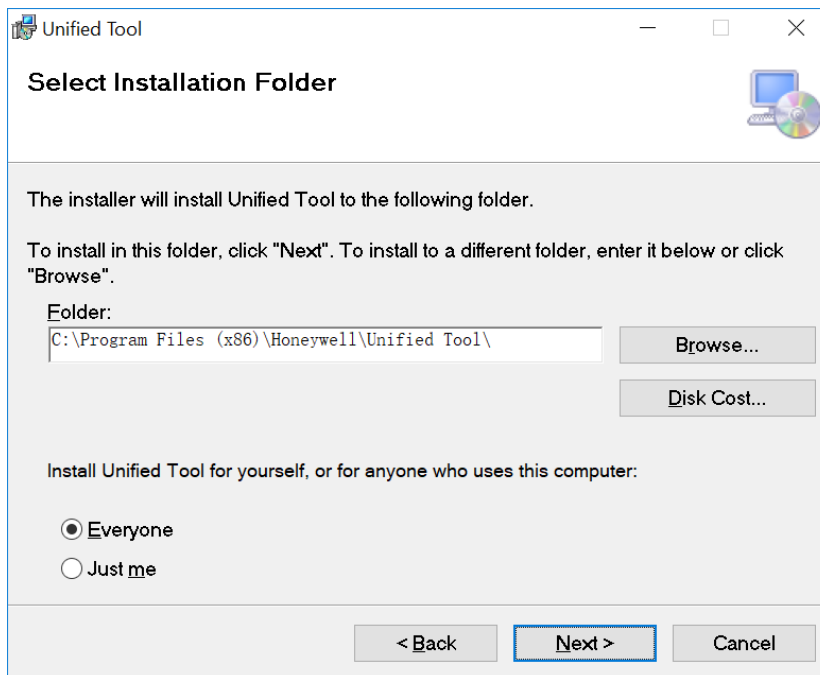 Unified Tool
Select Installation Folder
The installer will install Unified Tool to the following folder.
To install in this folder, click "Next". To install to a different folder, enter it below or click
"Browse".
Folder:
C:\Program Files (x86)\Honeywell\Unified Tool\
Browse...
Disk Cost...
Install Unified Tool for yourself, or for anyone who uses this computer:
Everyone
Just me
< Back
Next >
Cancel